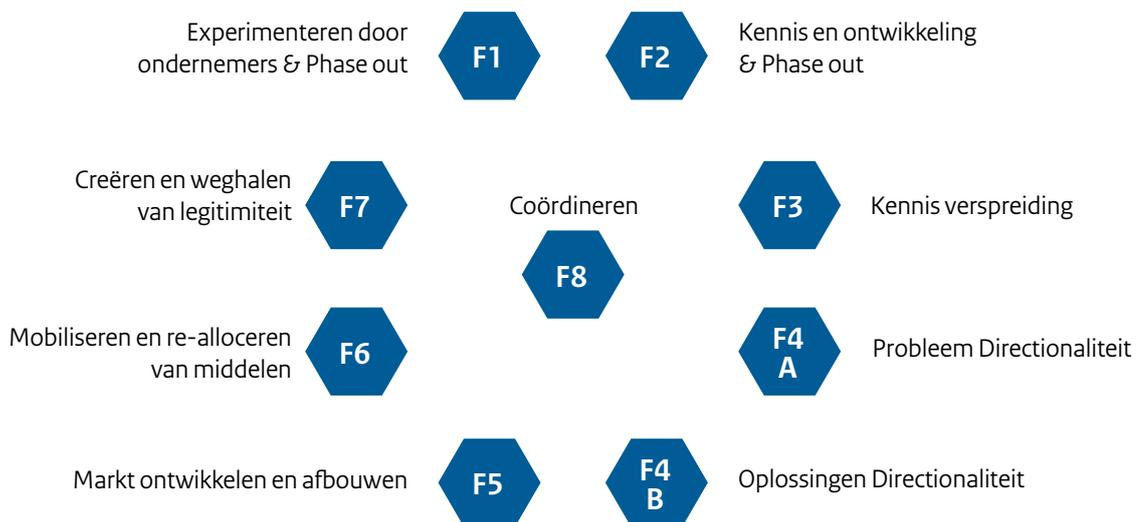 Experimenteren door
ondernemers & Phase out
F1
F2
Kennis en ontwikkeling
& Phase out
Creëren en weghalen
van legitimiteit
F7
Coördineren
F8
F3
Kennis verspreiding
Mobiliseren en re-alloceren
van middelen
F6
F4
A
Probleem Directionaliteit
Markt ontwikkelen en afbouwen
F5
F4
B
Oplossingen Directionaliteit